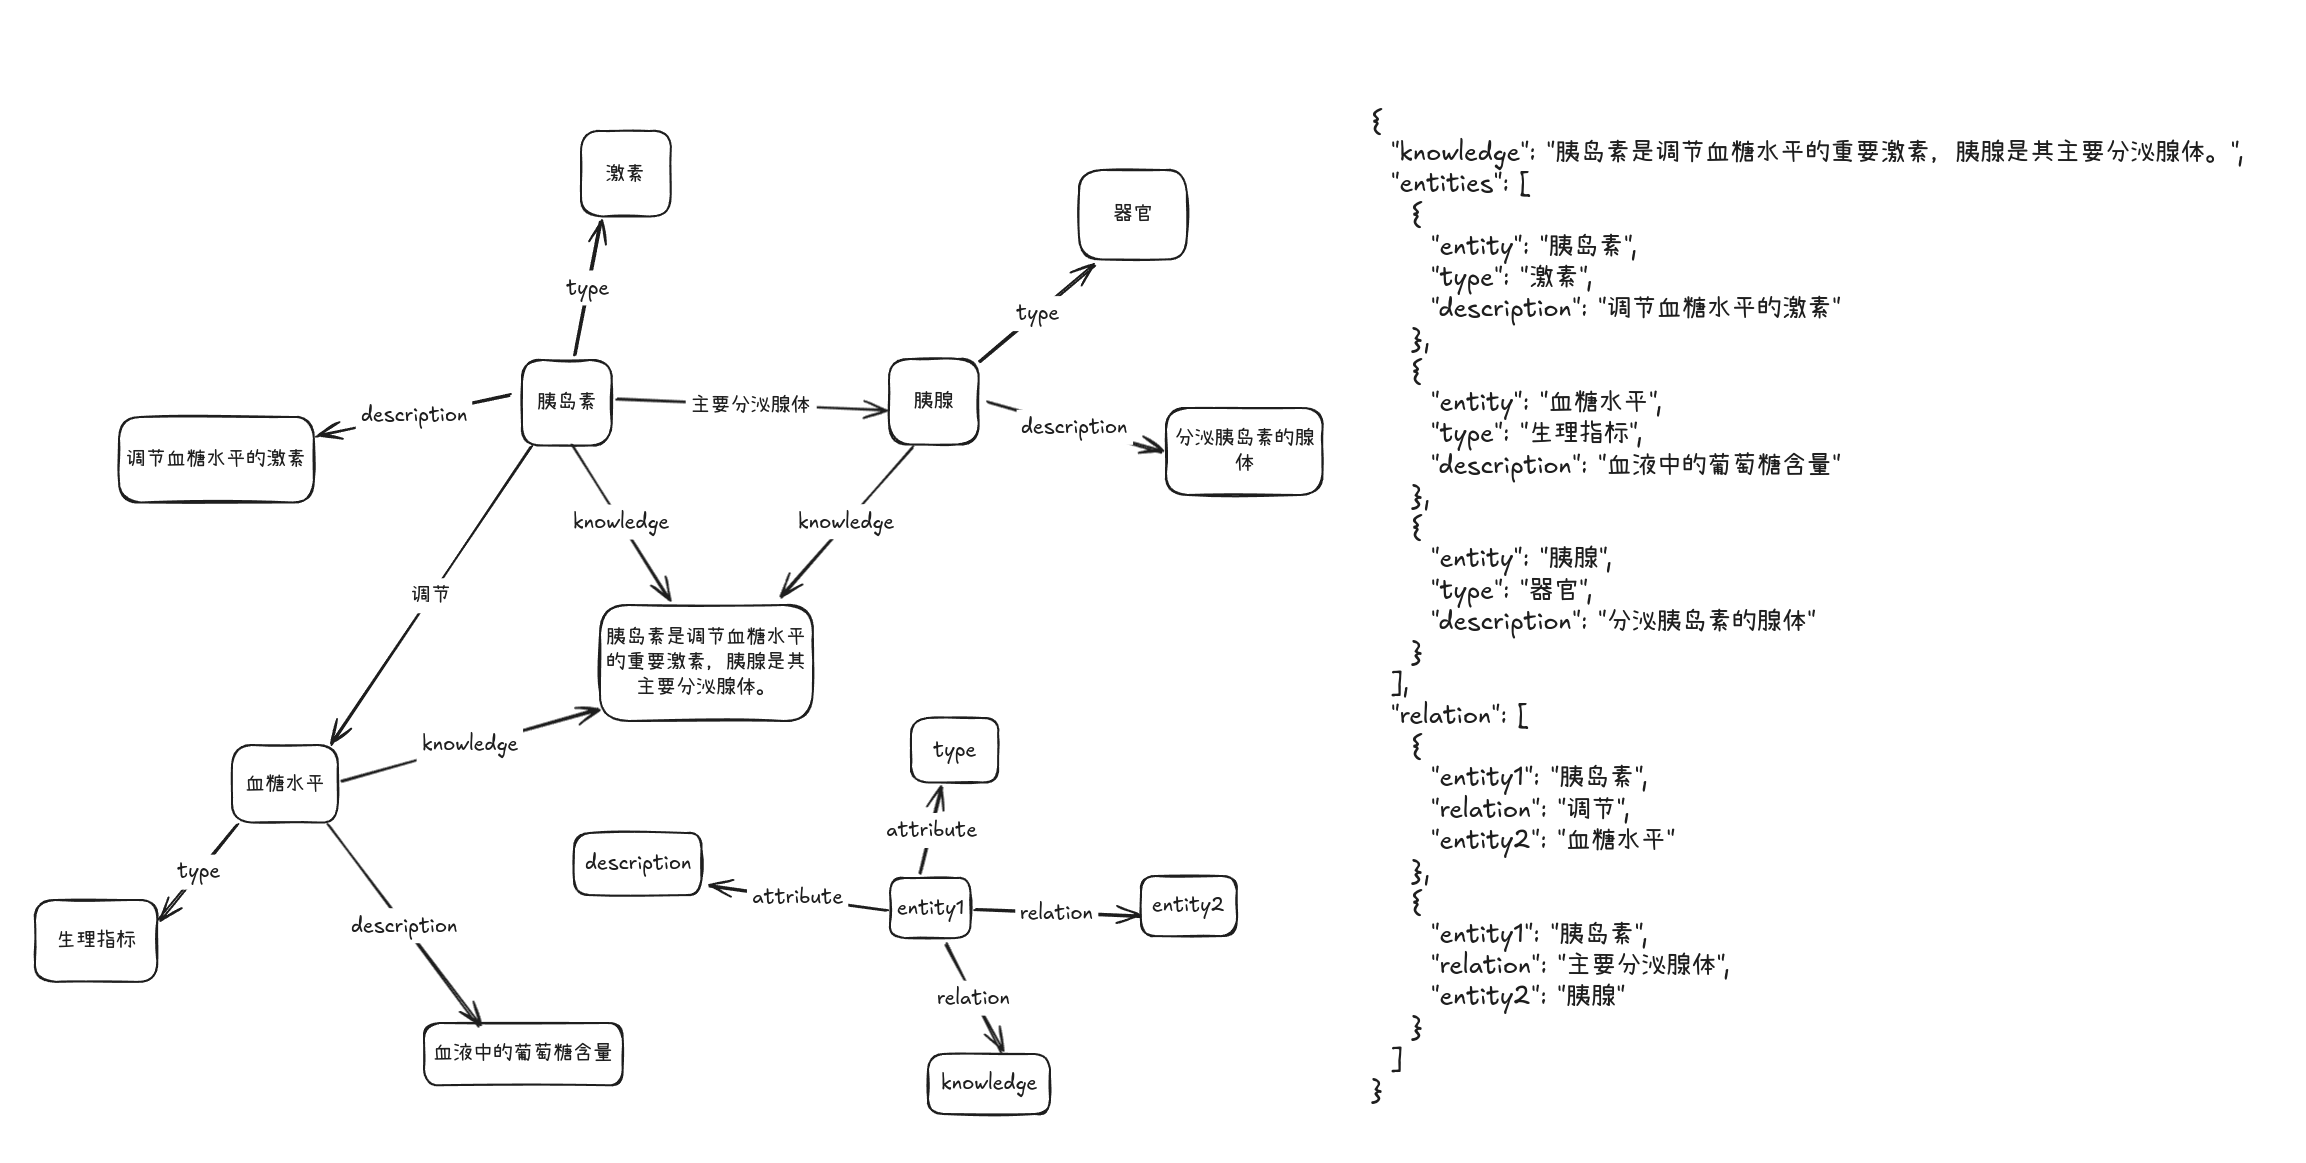 激素
器官
type
type
胰岛素
主要分泌腺体
胰腺
description
description
调节血糖水平的激素
分泌胰岛素的腺
体
knowledge
knowledge
调节
胰岛素是调节血糖水平
的重要激素，胰腺是其
主要分泌腺体。
knowledge
血糖水平
type
description
生理指标
血液中的葡萄糖含量
type
attribute
description
attribute
entity1
relation
entity2
relation
knowledge
{
"knowledge": "胰岛素是调节血糖水平的重要激素，胰腺是其主要分泌腺体。",
"entities": [
{
"entity": "胰岛素",
"type": "激素",
"description": "调节血糖水平的激素"
},
{
"entity": "血糖水平",
"type": "生理指标",
"description": "血液中的葡萄糖含量"
},
{
"entity": "胰腺",
"type": "器官",
"description": "分泌胰岛素的腺体"
}
],
"relation": [
{
"entity1": "胰岛素",
"relation": "调节",
"entity2": "血糖水平"
},
{
"entity1": "胰岛素",
"relation": "主要分泌腺体",
"entity2": "胰腺"
}
]
}